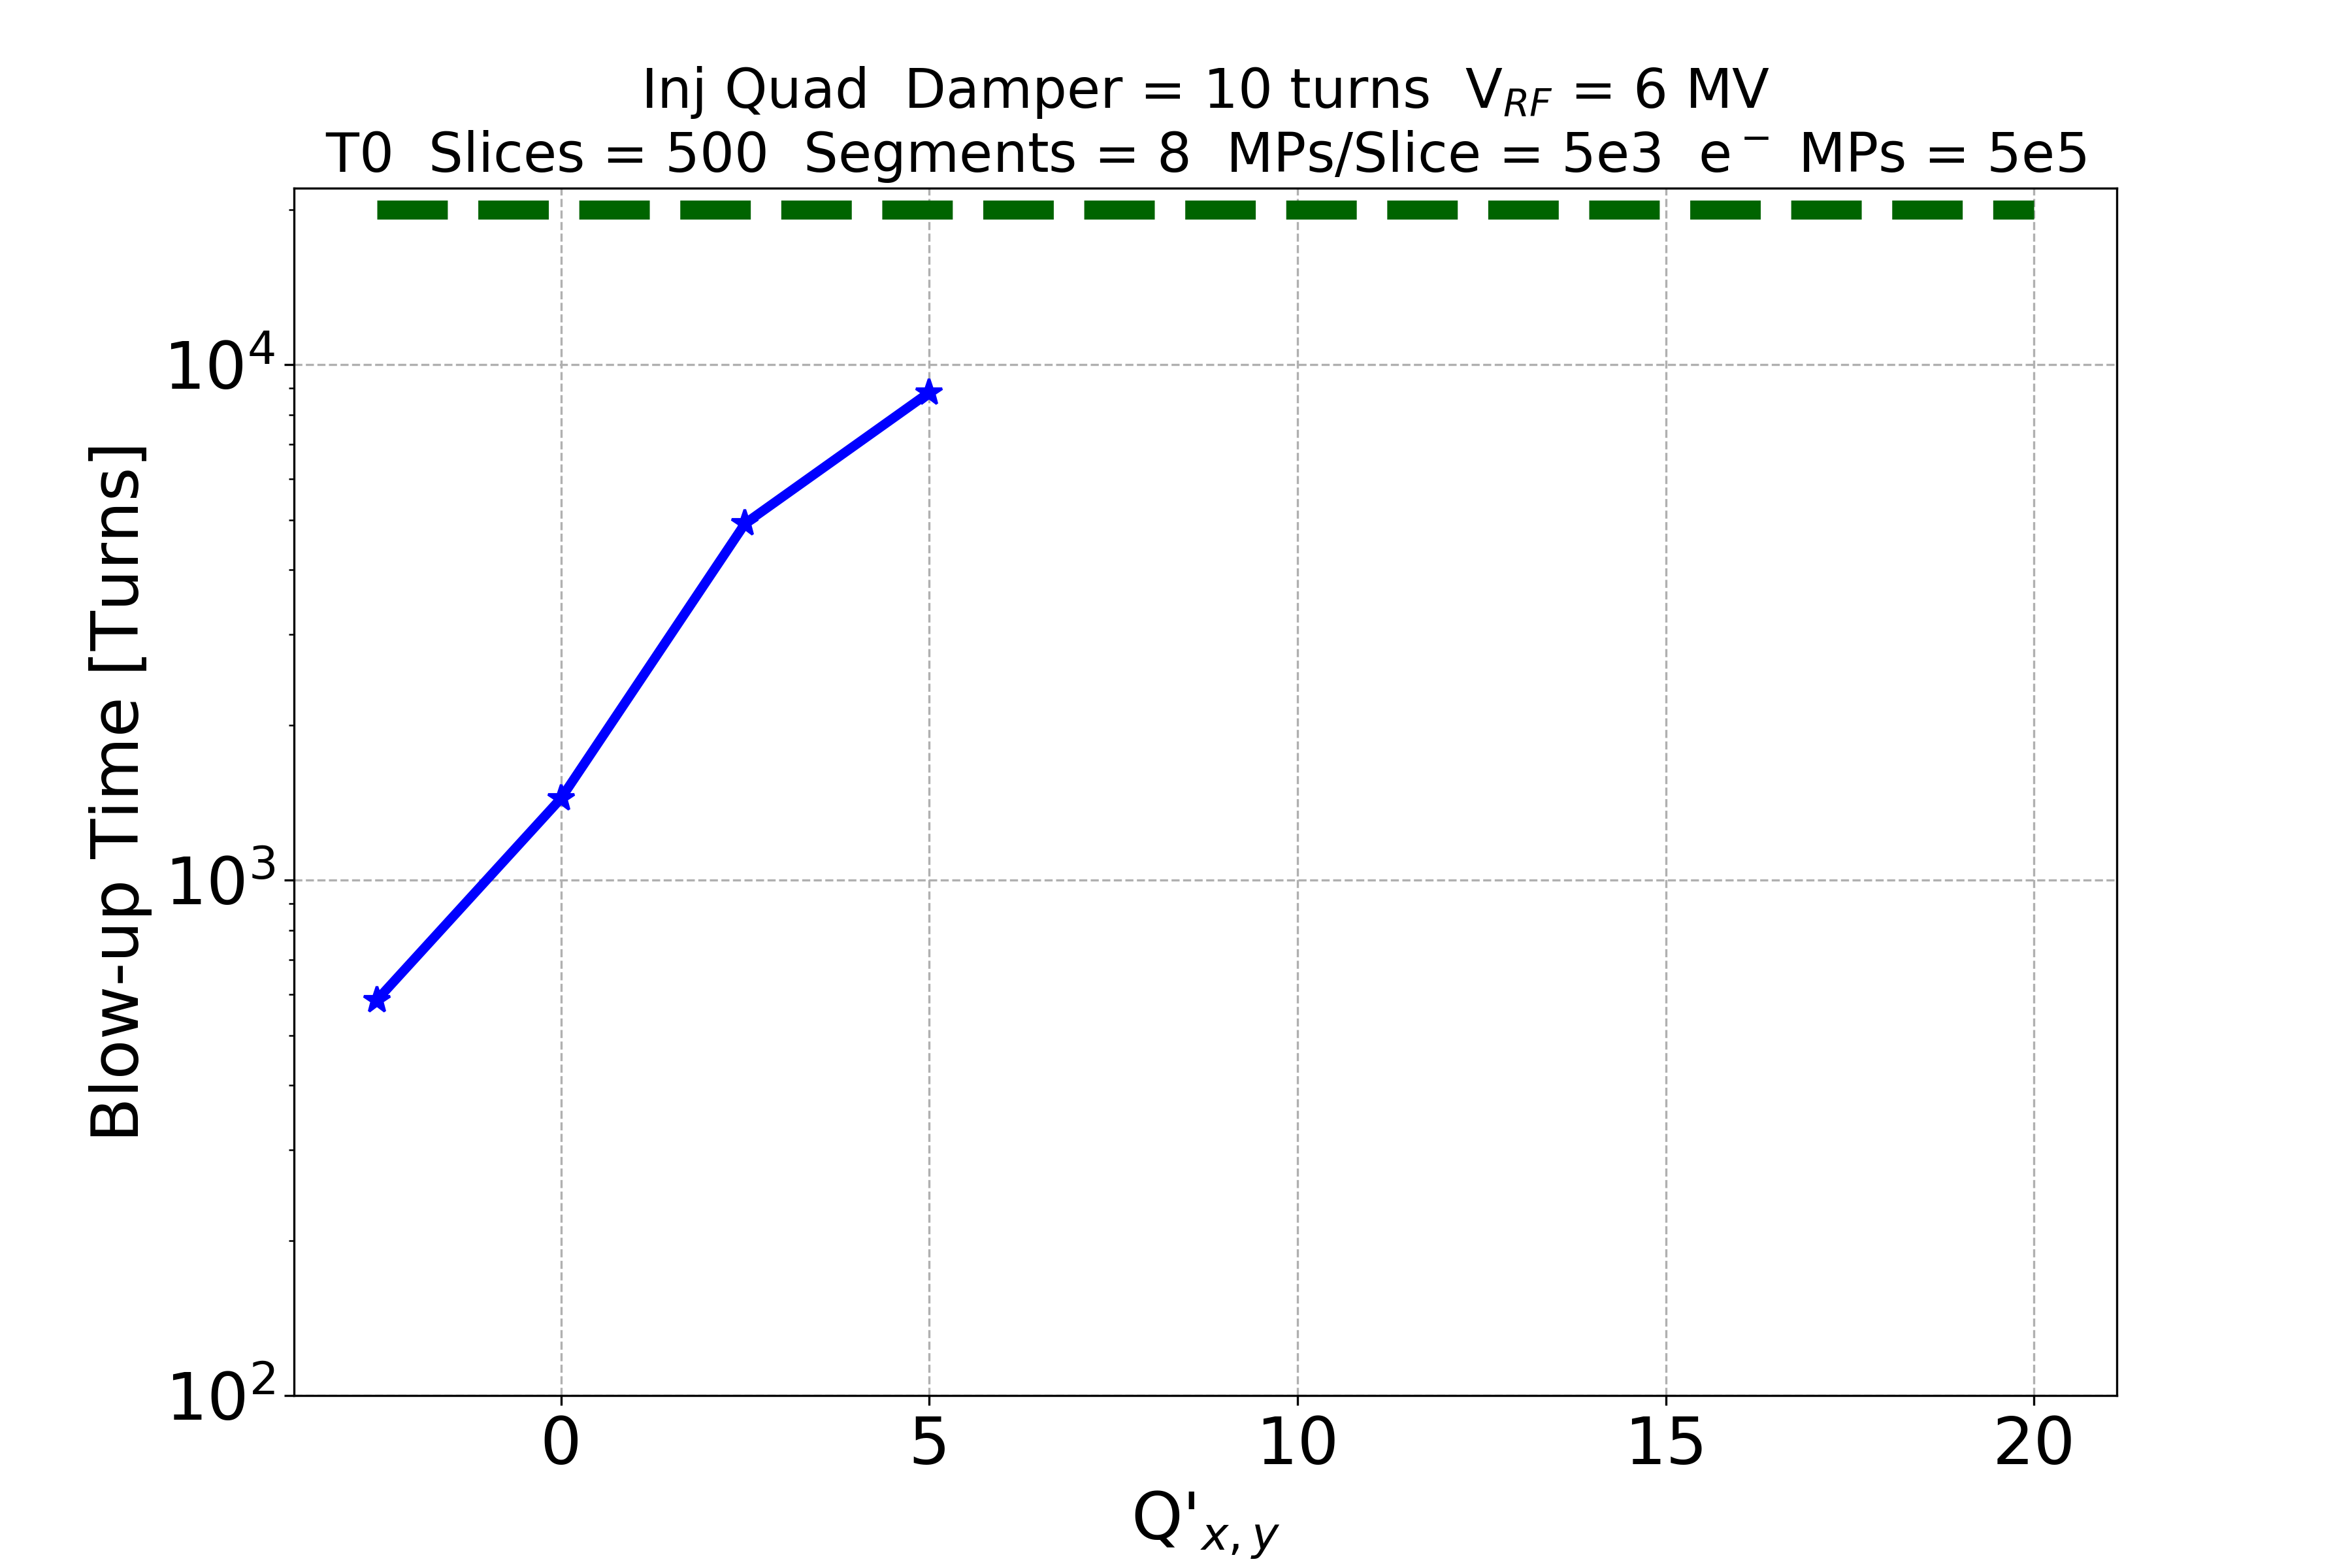 Inj Quad  Damper = 10 turns  V_RF = 6 MV
T0  Slices = 500  Segments = 8  MPs/Slice = 5e3  e⁻ MPs = 5e5
Blow-up Time [Turns]
10⁴
10³
10²
0 5 10 15 20
Q'_x,y